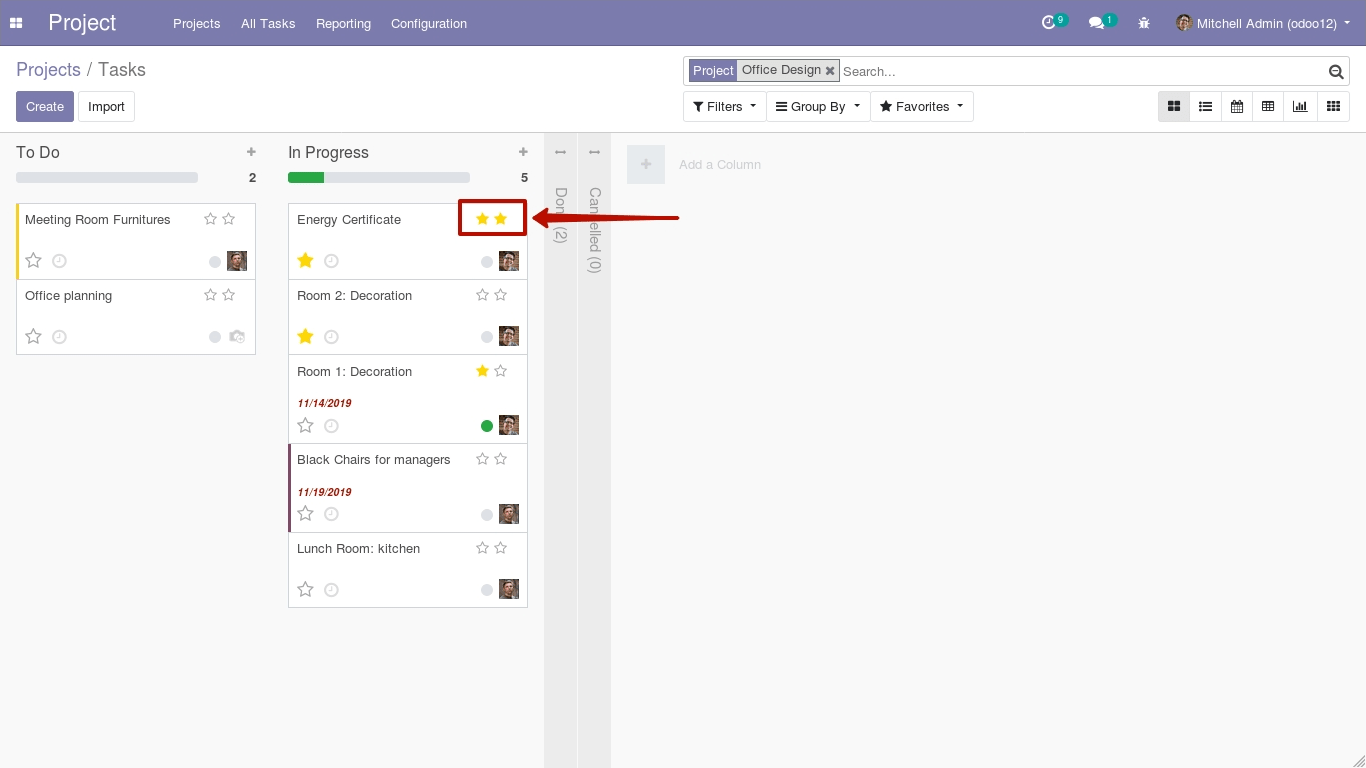 Project
Projects
All Tasks
Reporting
Configuration
9
1
Mitchell Admin (odoo12)
Projects / Tasks
Project Office Design Search...
Create
Import
Filters
Group By
Favorites
To Do
2
Meeting Room Furnitures
Office planning
In Progress
5
Energy Certificate
Room 2: Decoration
Room 1: Decoration
11/14/2019
Black Chairs for managers
11/19/2019
Lunch Room: kitchen
(2)
Cancelled (0)
Add a Column